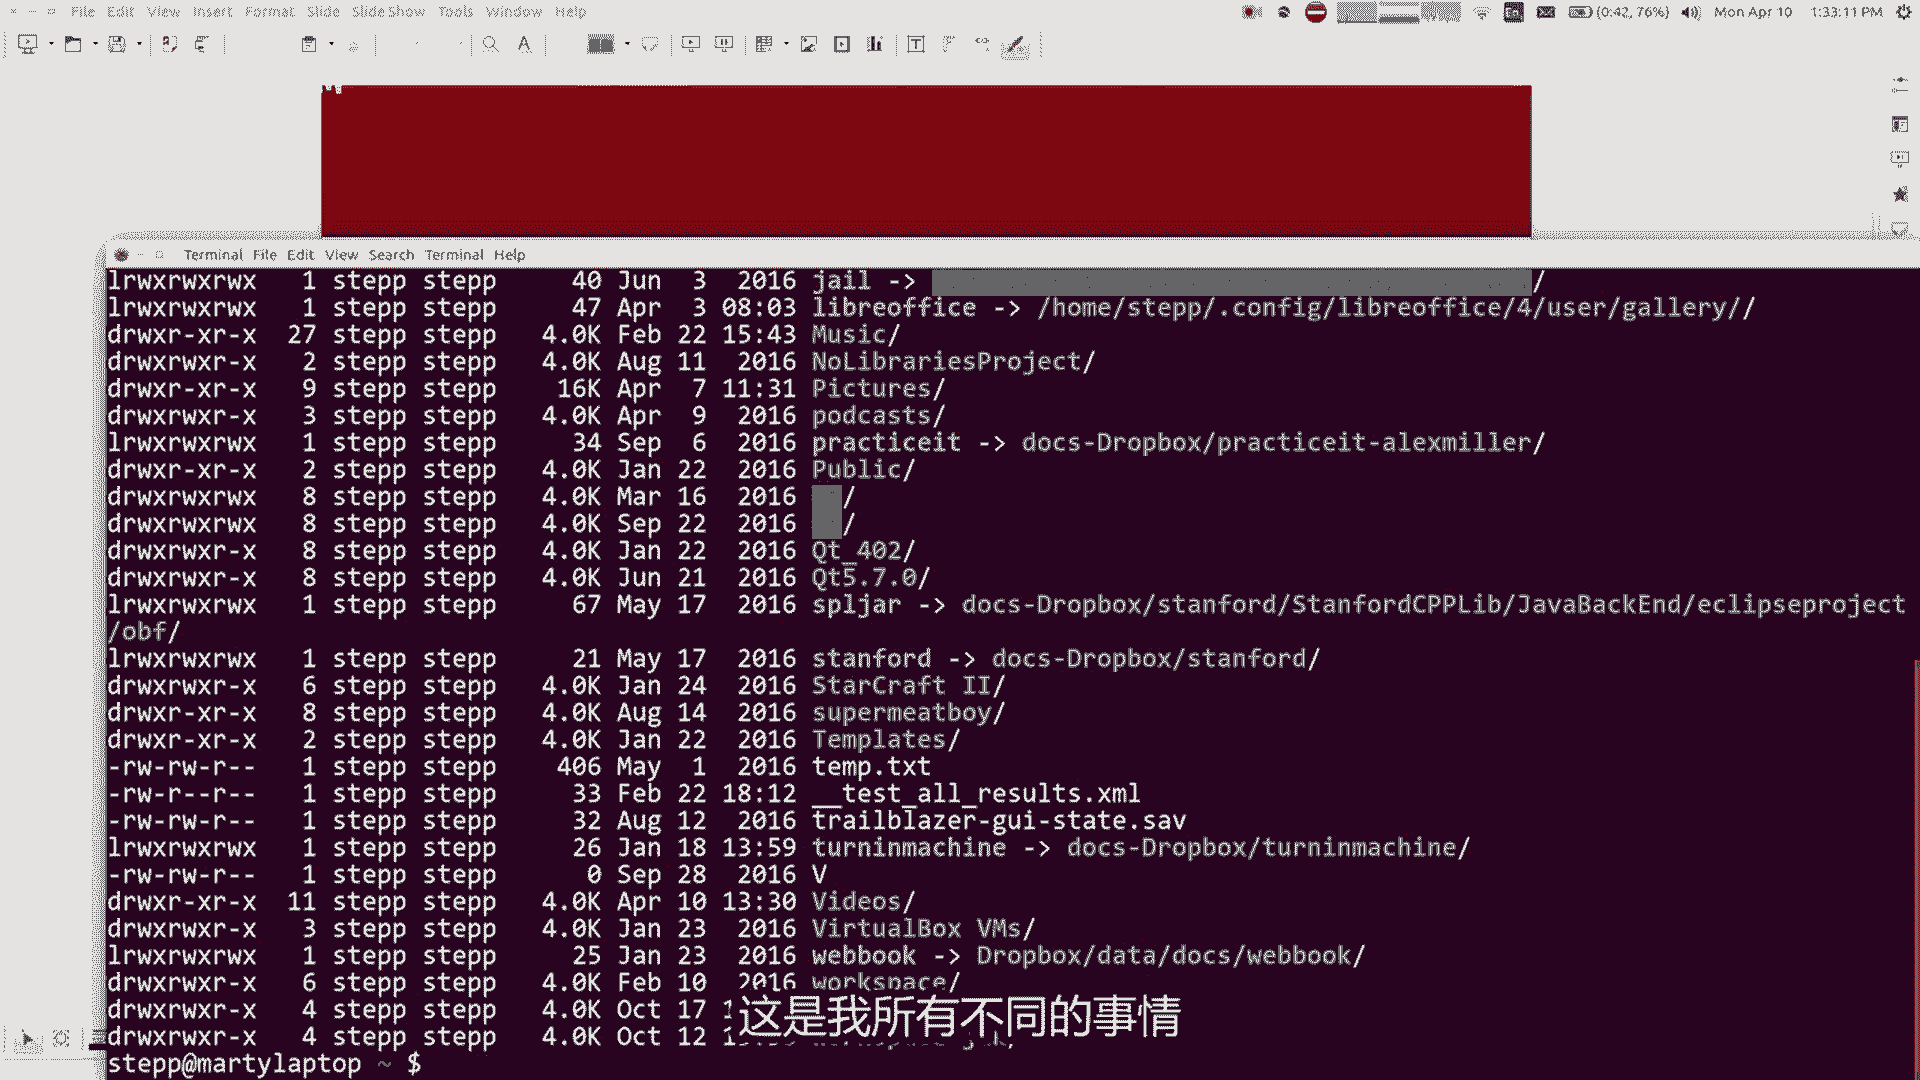 File Edit View Insert Format Slide Slide Show Tools Window Help
(0:42, 76%) Mon Apr 10 1:33:11 PM
Terminal File Edit View Search Terminal Help
lrwxrwxrwx 1 stepp stepp 40 Jun 3 2016 jail -> /
lrwxrwxrwx 1 stepp stepp 47 Apr 3 08:03 libreoffice -> /home/stepp/.config/libreoffice/4/user/gallery//
drwxr-xr-x 27 stepp stepp 4.0K Feb 22 15:43 Music/
drwxrwxr-x 2 stepp stepp 4.0K Aug 11 2016 NoLibrariesProject/
drwxr-xr-x 9 stepp stepp 16K Apr 7 11:31 Pictures/
drwxrwxr-x 3 stepp stepp 4.0K Apr 9 2016 podcasts/
lrwxrwxrwx 1 stepp stepp 34 Sep 6 2016 practiceit -> docs-Dropbox/practiceit-alexmiller/
drwxr-xr-x 2 stepp stepp 4.0K Jan 22 2016 Public/
drwxrwxrwx 8 stepp stepp 4.0K Mar 16 2016 /
drwxrwxrwx 8 stepp stepp 4.0K Sep 22 2016 /
drwxrwxr-x 8 stepp stepp 4.0K Jan 22 2016 Qt_402/
drwxrwxr-x 8 stepp stepp 4.0K Jun 21 2016 Qt5.7.0/
lrwxrwxrwx 1 stepp stepp 67 May 17 2016 spljar -> docs-Dropbox/stanford/StanfordCPPLib/JavaBackEnd/eclipseproject
/obf/
lrwxrwxrwx 1 stepp stepp 21 May 17 2016 stanford -> docs-Dropbox/stanford/
drwxrwxr-x 6 stepp stepp 4.0K Jan 24 2016 StarCraft II/
drwxr-xr-x 8 stepp stepp 4.0K Aug 14 2016 supermeatboy/
drwxr-xr-x 2 stepp stepp 4.0K Jan 22 2016 Templates/
-rw-rw-r-- 1 stepp stepp 406 May 1 2016 temp.txt
-rw-r--r-- 1 stepp stepp 33 Feb 22 18:12 __test_all_results.xml
-rw-rw-r-- 1 stepp stepp 32 Aug 12 2016 trailblazer-gui-state.sav
lrwxrwxrwx 1 stepp stepp 26 Jan 18 13:59 turninmachine -> docs-Dropbox/turninmachine/
-rw-rw-r-- 1 stepp stepp 0 Sep 28 2016 V
drwxr-xr-x 11 stepp stepp 4.0K Apr 10 13:30 Videos/
drwxrwxr-x 3 stepp stepp 4.0K Jan 23 2016 VirtualBox VMs/
lrwxrwxrwx 1 stepp stepp 25 Jan 23 2016 webbook -> Dropbox/data/docs/webbook/
drwxrwxr-x 6 stepp stepp 4.0K Feb 10 2016 workspace/
drwxrwxr-x 4 stepp stepp 4.0K Oct 17
drwxrwxr-x 4 stepp stepp 4.0K Oct 12
这是我所有不同的事情
stepp@martylaptop ~ $